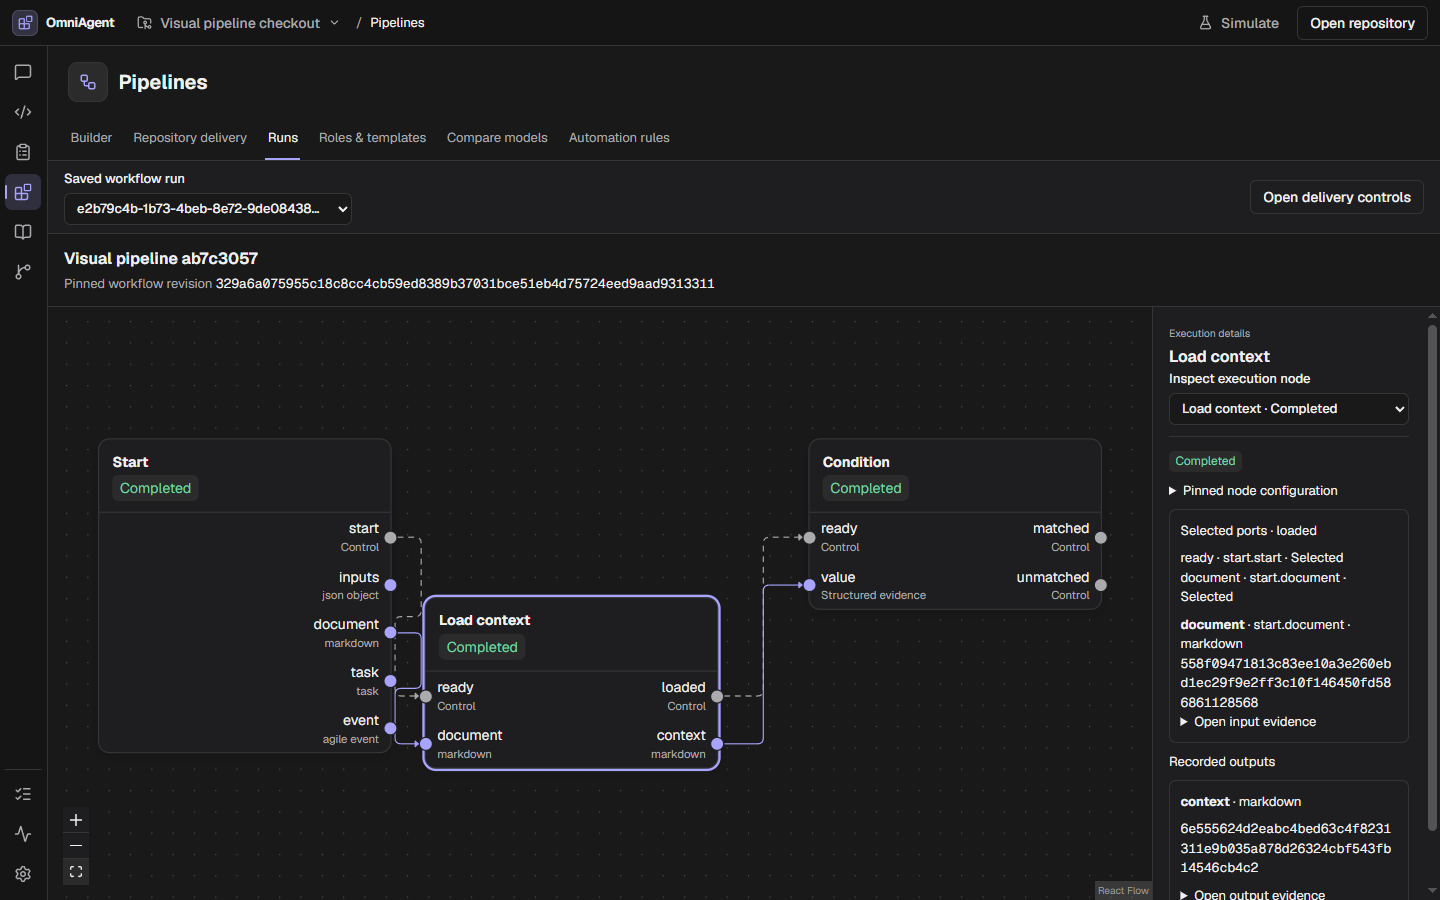 OmniAgent
Visual pipeline checkout
/ Pipelines
Simulate
Open repository
Pipelines
Builder
Repository delivery
Runs
Roles & templates
Compare models
Automation rules
Saved workflow run
e2b79c4b-1b73-4beb-8e72-9de08438...
Open delivery controls
Visual pipeline ab7c3057
Pinned workflow revision 329a6a075955c18c8cc4cb59ed8389b37031bce51eb4d75724eed9aad9313311
Start
Completed
start
Control
inputs
json object
document
markdown
task
task
event
agile event
Load context
Completed
ready
Control
document
markdown
loaded
Control
context
markdown
Condition
Completed
ready
Control
value
Structured evidence
matched
Control
unmatched
Control
React Flow
Execution details
Load context
Inspect execution node
Load context · Completed
Completed
Pinned node configuration
Selected ports · loaded
ready · start.start · Selected
document · start.document ·
Selected
document · start.document ·
markdown
558f09471813c83ee10a3e260eb
d1ec29f9e2ff3c10f146450fd58
6861128568
Open input evidence
Recorded outputs
context · markdown
6e555624d2eabc4bed63c4f8231
311e9b035a878d26324cbf543fb
14546cb4c2
Open output evidence